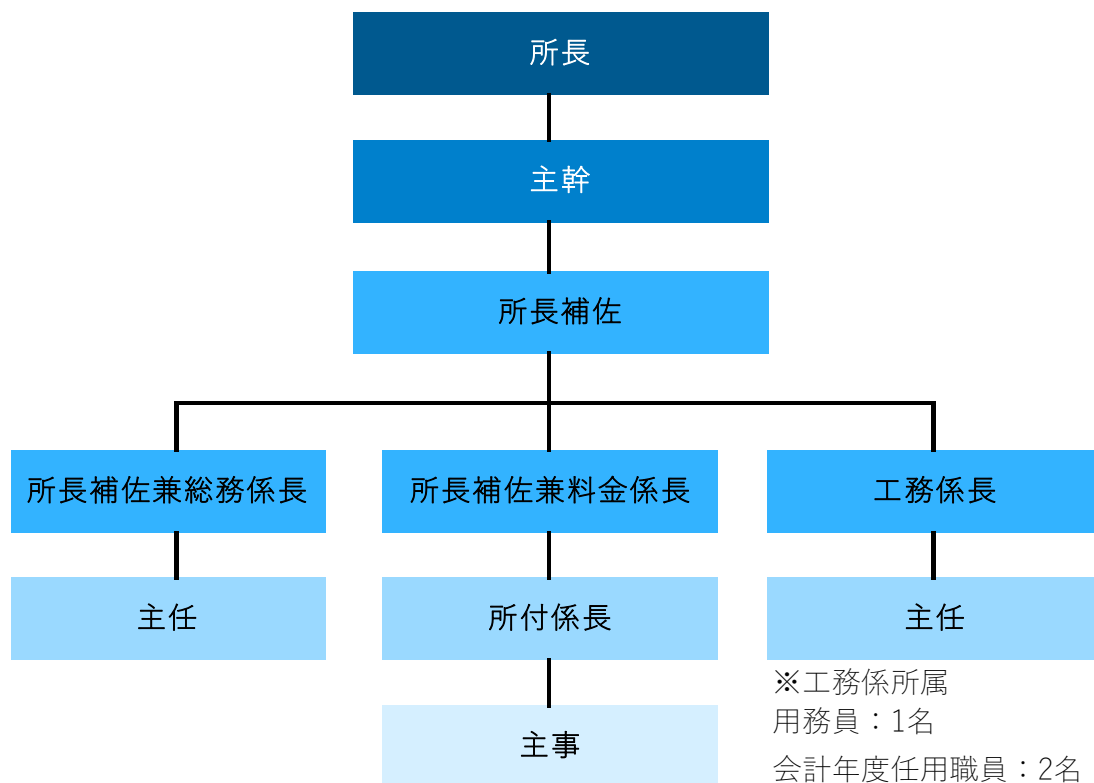 所長
主幹
所長補佐
所長補佐兼総務係長
所長補佐兼料金係長
工務係長
主任
所付係長
主任
主事
※工務係所属
用務員：1名
会計年度任用職員：2名